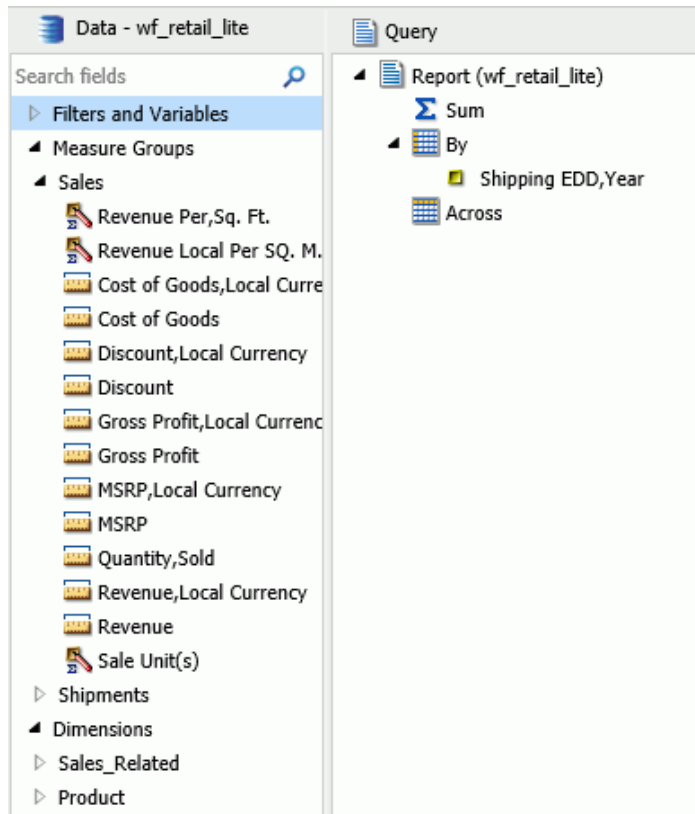 Data - wf_retail_lite
Search fields
Filters and Variables
Measure Groups
Sales
Revenue Per,Sq. Ft.
Revenue Local Per SQ. M.
Cost of Goods,Local Curre
Cost of Goods
Discount,Local Currency
Discount
Gross Profit,Local Currenc
Gross Profit
MSRP,Local Currency
MSRP
Quantity,Sold
Revenue,Local Currency
Revenue
Sale Unit(s)
Shipments
Dimensions
Sales_Related
Product
Query
Report (wf_retail_lite)
Sum
By
Shipping EDD,Year
Across